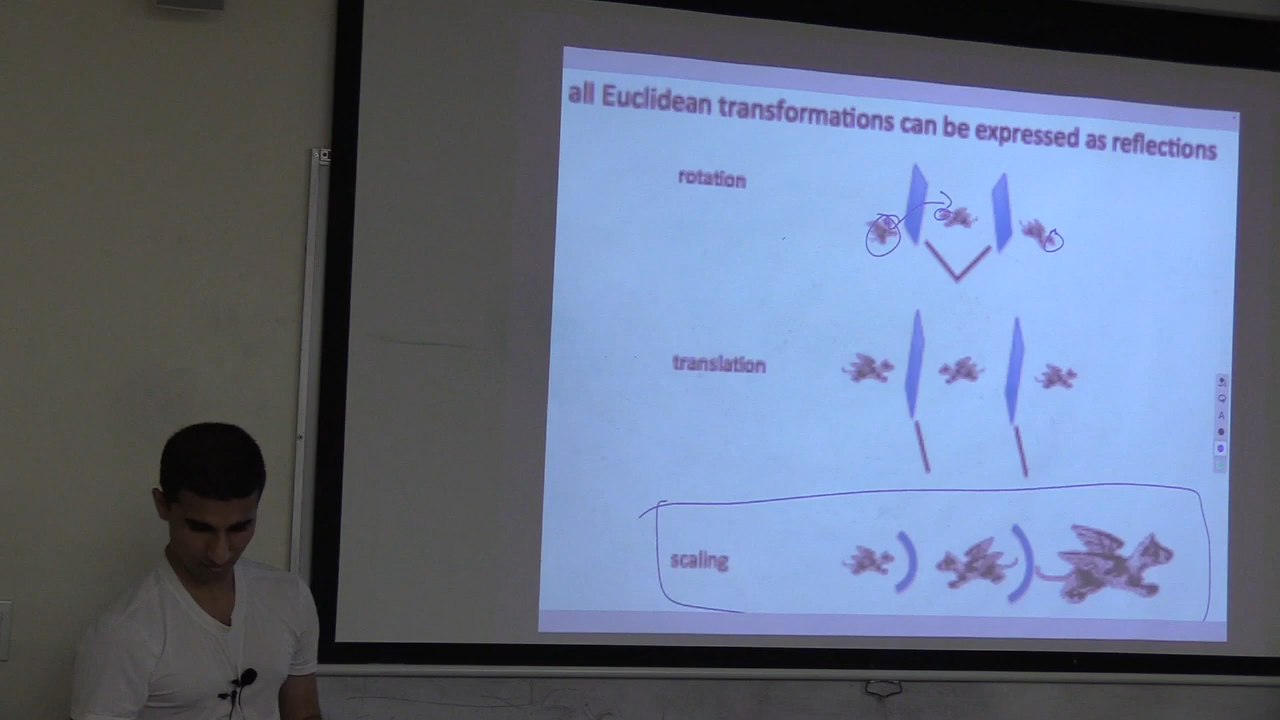 all Euclidean transformations can be expressed as reflections
rotation
translation
scaling
A